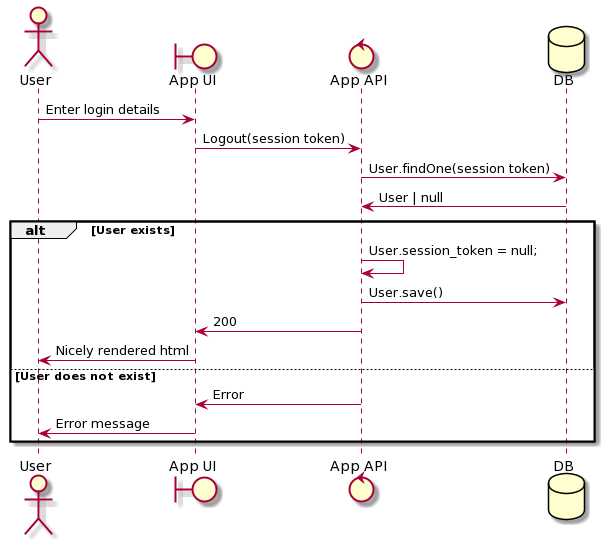 User
App UI
App API
DB
Enter login details
Logout(session token)
User.findOne(session token)
User | null
alt
[User exists]
User.session_token = null;
User.save()
200
Nicely rendered html
[User does not exist]
Error
Error message
User
App UI
App API
DB